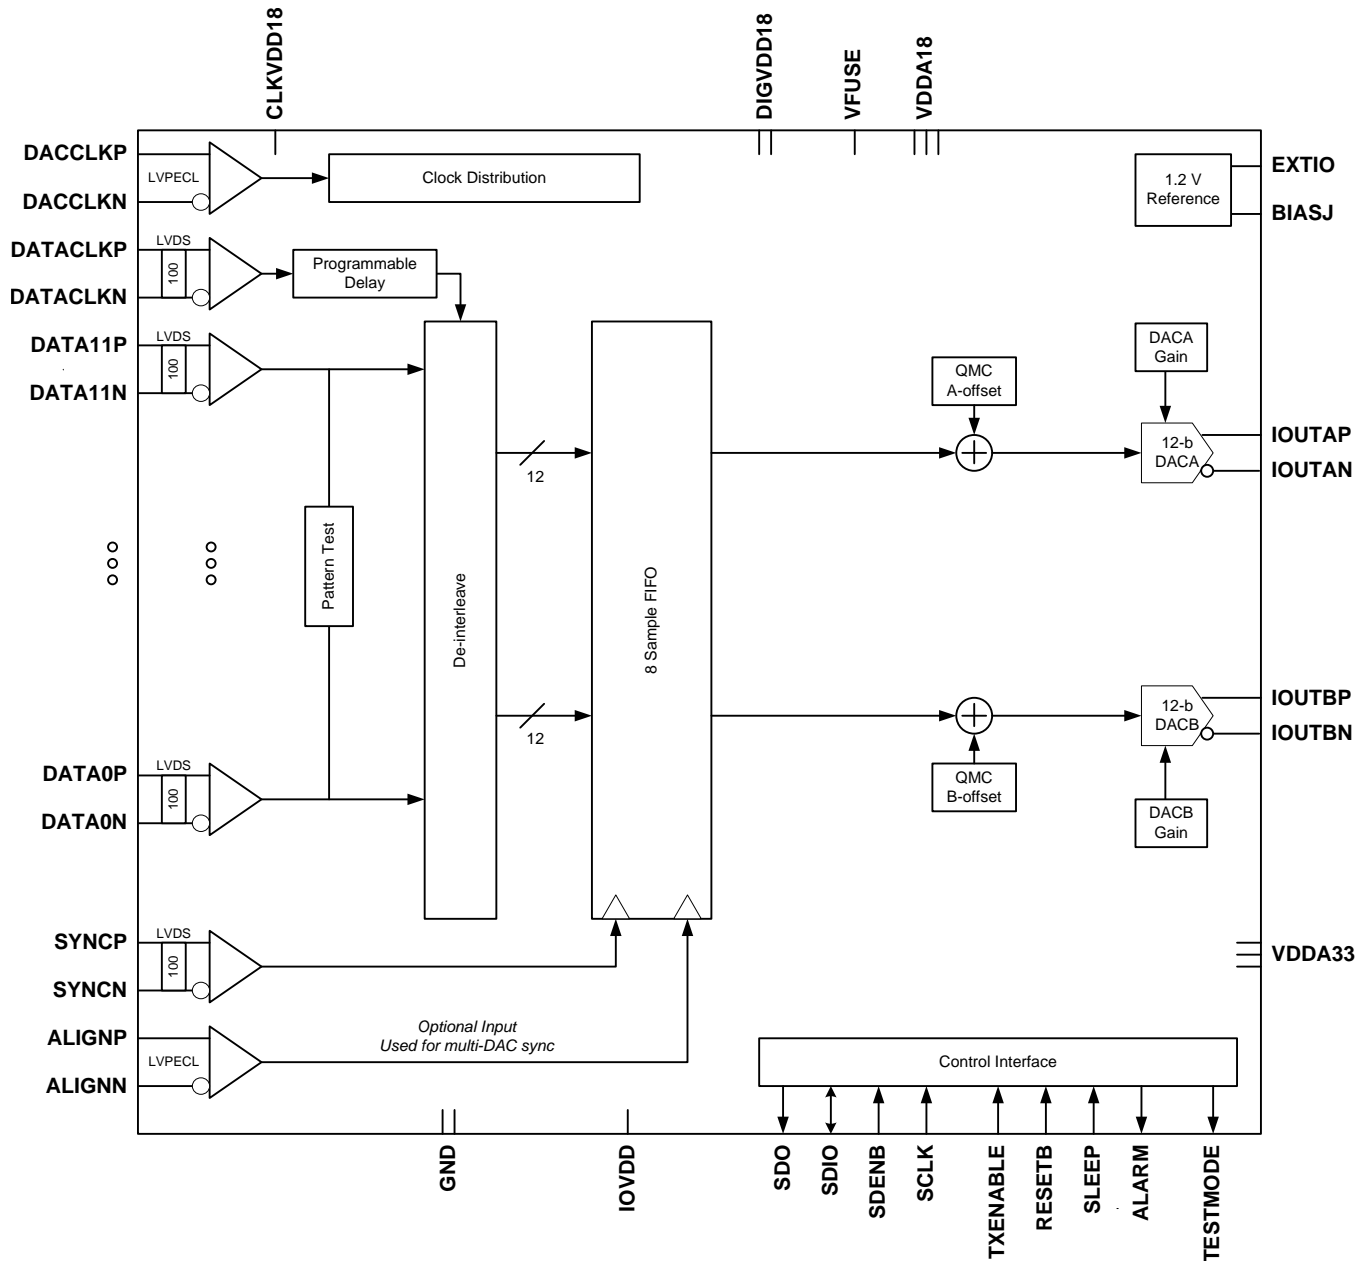 CLKVDD18
DIGVDD18
VFUSE
VDDA18
DACCLKP
LVPECL
DACCLKN
Clock Distribution
1.2 V
Reference
EXTIO
BIASJ
DATACLKP
LVDS
100
DATACLKN
Programmable
Delay
DATA11P
LVDS
100
DATA11N
DACA
Gain
QMC
A-offset
12
12-b
DACA
IOUTAP
IOUTAN
Pattern Test
De-interleave
8 Sample FIFO
12
12-b
DACB
IOUTBP
IOUTBN
QMC
B-offset
DACB
Gain
DATA0P
LVDS
100
DATA0N
SYNCP
LVDS
100
SYNCN
VDDA33
ALIGNP
LVPECL
ALIGNN
Optional Input
Used for multi-DAC sync
Control Interface
GND
IOVDD
SDO
SDIO
SDENB
SCLK
TXENABLE
RESETB
SLEEP
ALARM
TESTMODE